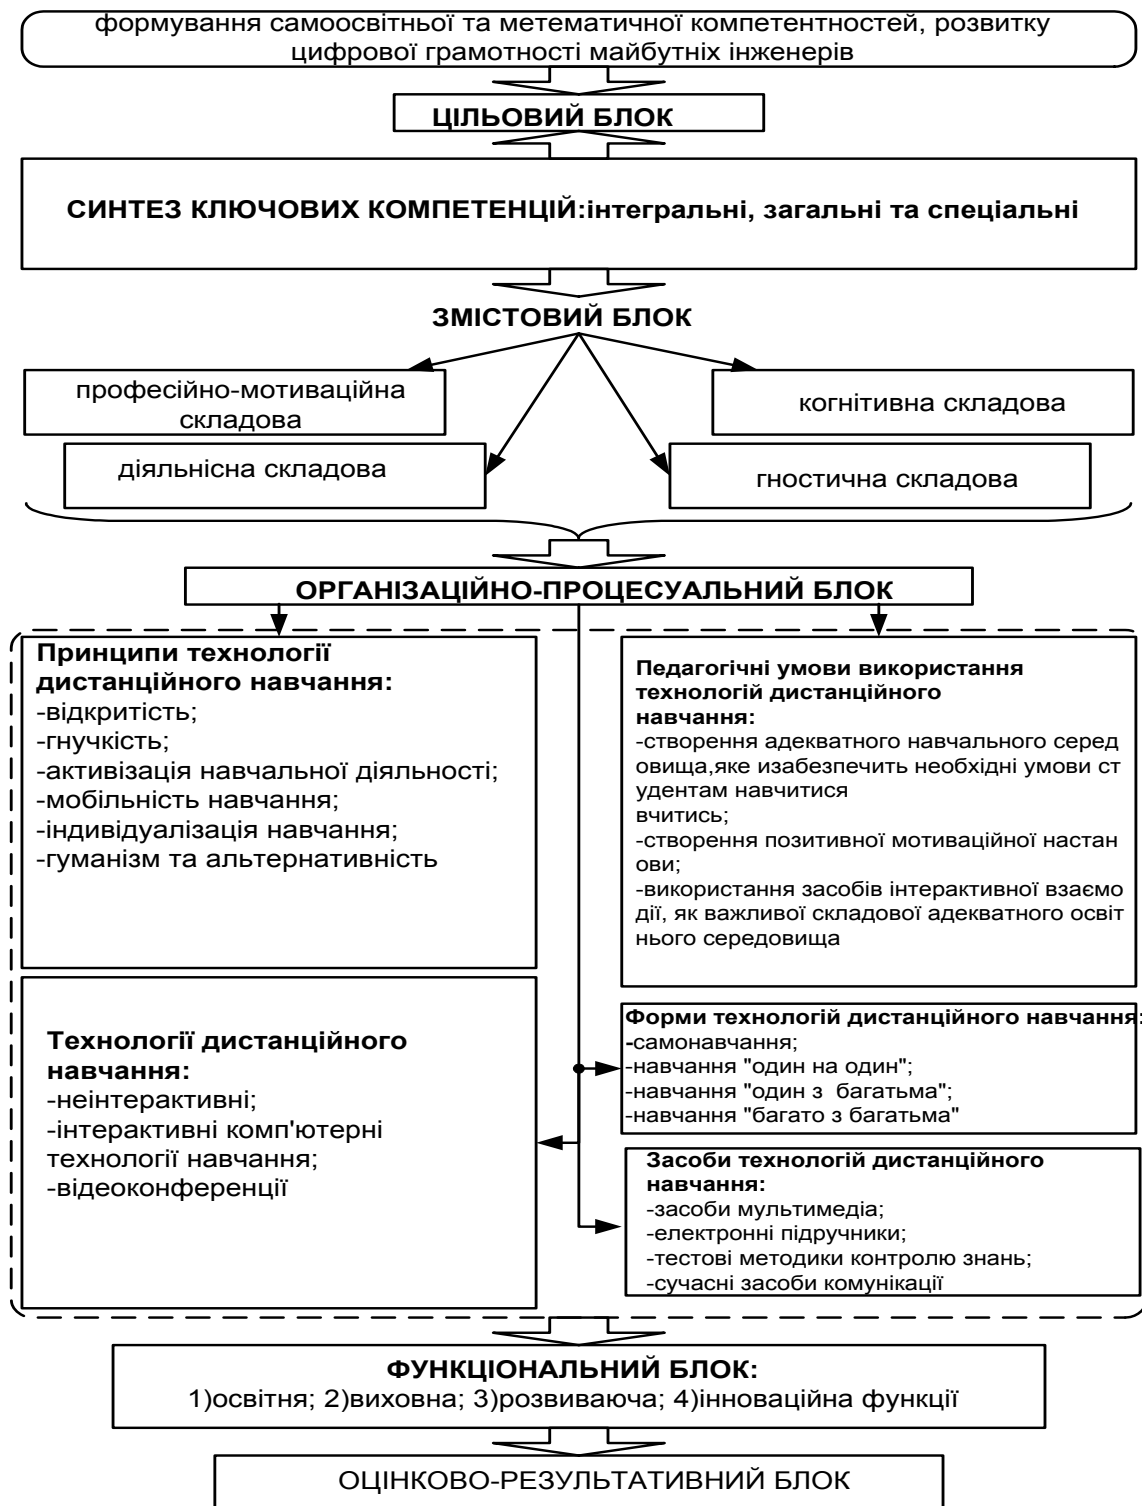 формування самоосвітньої та метематичної компетентностей, розвитку
цифрової грамотності майбутніх інженерів
ЦІЛЬОВИЙ БЛОК
СИНТЕЗ КЛЮЧОВИХ КОМПЕТЕНЦІЙ:інтегральні, загальні та спеціальні
ЗМІСТОВИЙ БЛОК
професійно-мотиваційна
складова
когнітивна складова
діяльнісна складова
гностична складова
ОРГАНІЗАЦІЙНО-ПРОЦЕСУАЛЬНИЙ БЛОК
Принципи технології
дистанційного навчання:
-відкритість;
-гнучкість;
-активізація навчальної діяльності;
-мобільність навчання;
-індивідуалізація навчання;
-гуманізм та альтернативність
Педагогічні умови використання
технологій дистанційного
навчання:
-створення адекватного навчального серед
овища,яке изабезпечить необхідні умови ст
удентам навчитися
вчитись;
-створення позитивної мотиваційної настан
ови;
-використання засобів інтерактивної взаємо
дії, як важливої складової адекватного освіт
нього середовища
Технології дистанційного
навчання:
-неінтерактивні;
-інтерактивні комп'ютерні
технології навчання;
-відеоконференції
Форми технологій дистанційного навчання:
-самонавчання;
-навчання "один на один";
-навчання "один з  багатьма";
-навчання "багато з багатьма"
Засоби технологій дистанційного
навчання:
-засоби мультимедіа;
-електронні підручники;
-тестові методики контролю знань;
-сучасні засоби комунікації
ФУНКЦІОНАЛЬНИЙ БЛОК:
1)освітня; 2)виховна; 3)розвиваюча; 4)інноваційна функції
ОЦІНКОВО-РЕЗУЛЬТАТИВНИЙ БЛОК